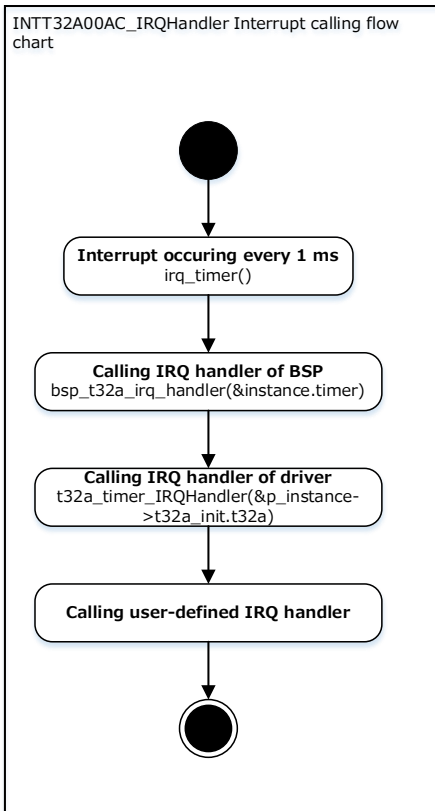 INTT32A00AC_IRQHandler Interrupt calling flow
chart
Interrupt occuring every 1 ms
irq_timer()
Calling IRQ handler of BSP
bsp_t32a_irq_handler(&instance.timer)
Calling IRQ handler of driver
t32a_timer_IRQHandler(&p_instance-
>t32a_init.t32a)
Calling user-defined IRQ handler